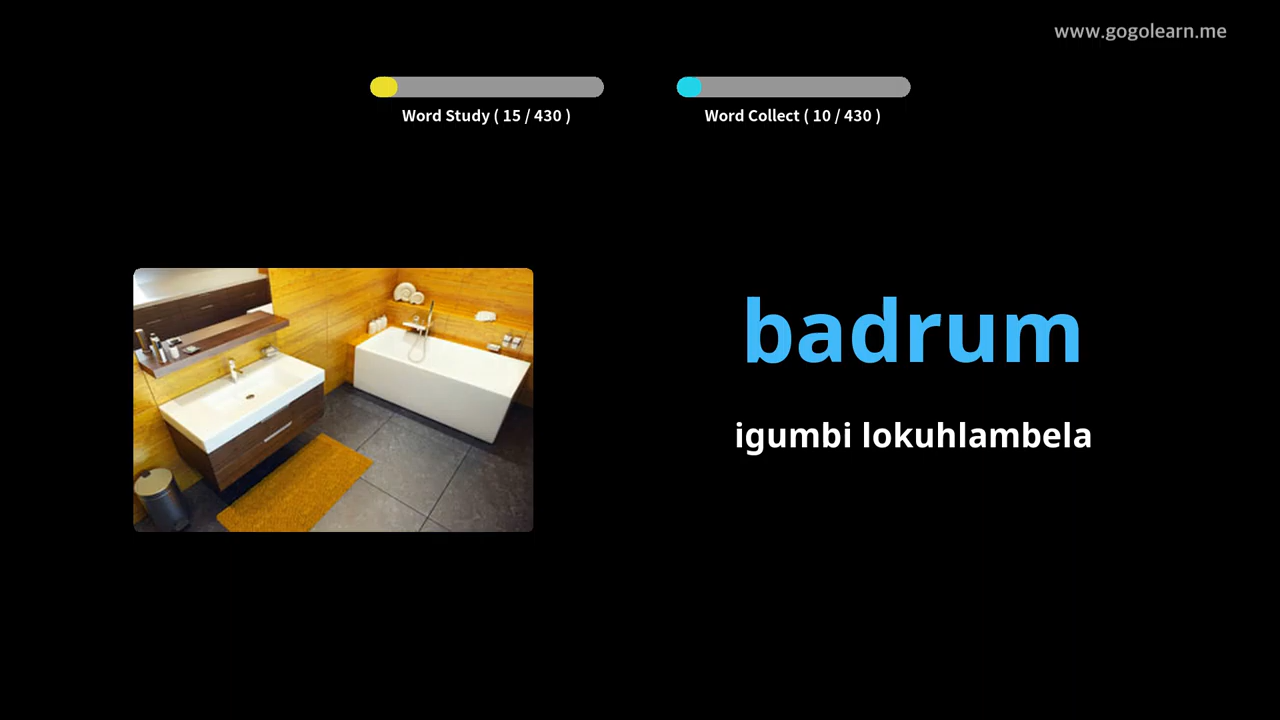 www.gogolearn.me
Word Study ( 15 / 430 )
Word Collect ( 10 / 430 )
badrum
igumbi lokuhlambela